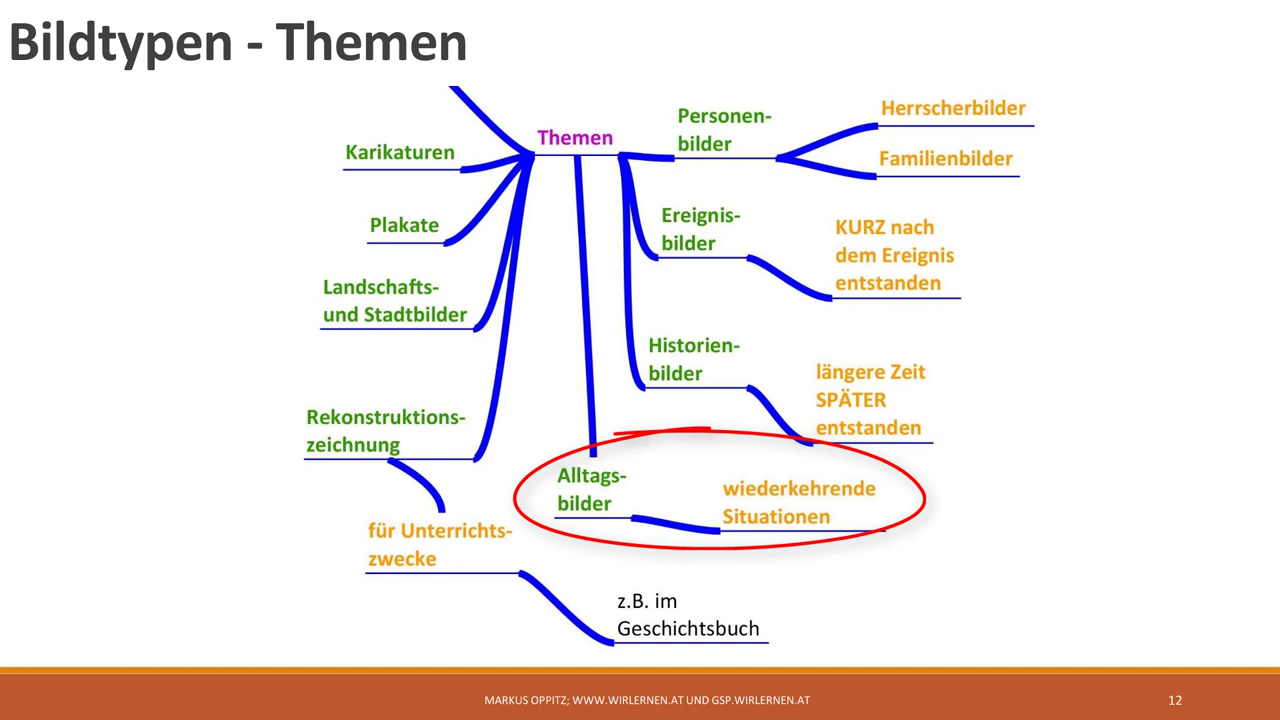 Bildtypen - Themen
Themen
Karikaturen
Plakate
Landschafts-
und Stadtbilder
Rekonstruktions-
zeichnung
für Unterrichts-
zwecke
z.B. im
Geschichtsbuch
Personen-
bilder
Herrscherbilder
Familienbilder
Ereignis-
bilder
KURZ nach
dem Ereignis
entstanden
Historien-
bilder
längere Zeit
SPÄTER
entstanden
Alltags-
bilder
wiederkehrende
Situationen
MARKUS OPPITZ; WWW.WIRLERNEN.AT UND GSP.WIRLERNEN.AT
12